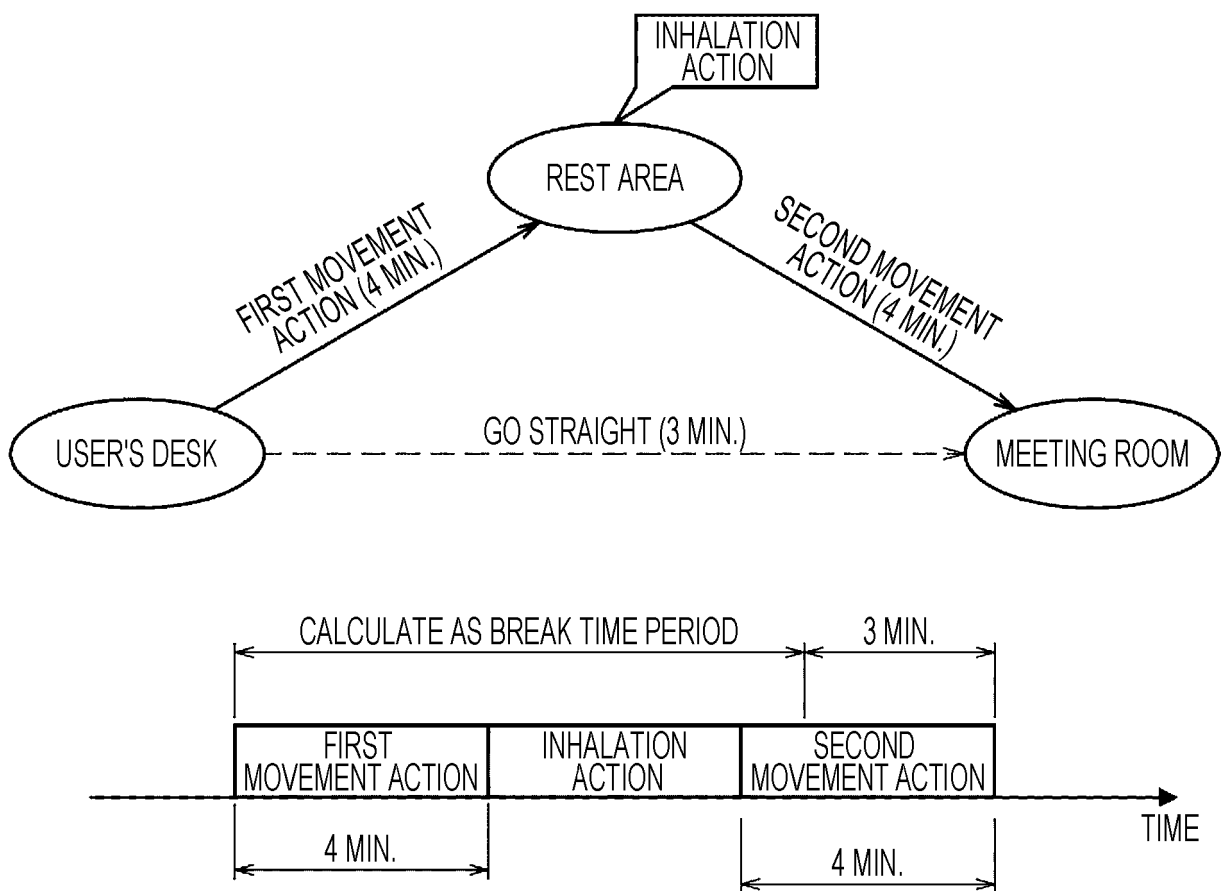 INHALATION
ACTION
REST AREA
FIRST MOVEMENT
ACTION (4 MIN.)
SECOND MOVEMENT
ACTION (4 MIN.)
USER'S DESK
GO STRAIGHT (3 MIN.)
MEETING ROOM
CALCULATE AS BREAK TIME PERIOD
3 MIN.
FIRST
MOVEMENT ACTION
INHALATION
ACTION
SECOND
MOVEMENT ACTION
TIME
4 MIN.
4 MIN.